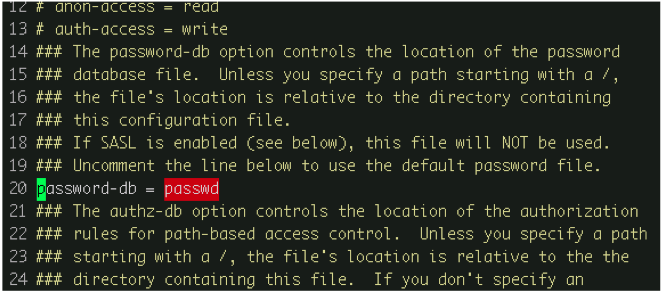 12 # anon-access = read
13 # auth-access = write
14 ### The password-db option controls the location of the password
15 ### database file.  Unless you specify a path starting with a /,
16 ### the file's location is relative to the directory containing
17 ### this configuration file.
18 ### If SASL is enabled (see below), this file will NOT be used.
19 ### Uncomment the line below to use the default password file.
20 password-db = passwd
21 ### The authz-db option controls the location of the authorization
22 ### rules for path-based access control.  Unless you specify a path
23 ### starting with a /, the file's location is relative to the the
24 ### directory containing this file.  If you don't specify an